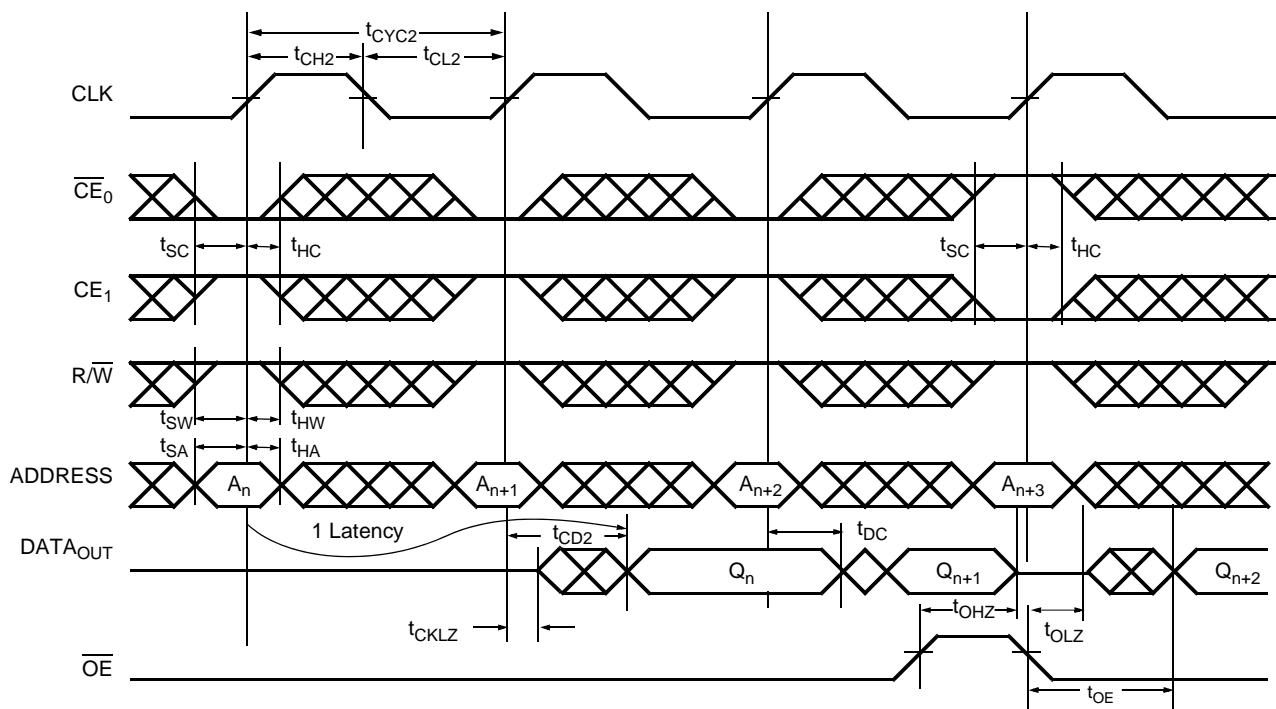 tCYC2
tCH2
tCL2
CLK
CE0
tSC
tHC
tSC
tHC
CE1
R/W
tSW
tHW
tSA
tHA
ADDRESS
An
An+1
An+2
An+3
1 Latency
tCD2
tDC
DATAOUT
Qn
Qn+1
Qn+2
tOHZ
tCKLZ
tOLZ
OE
tOE